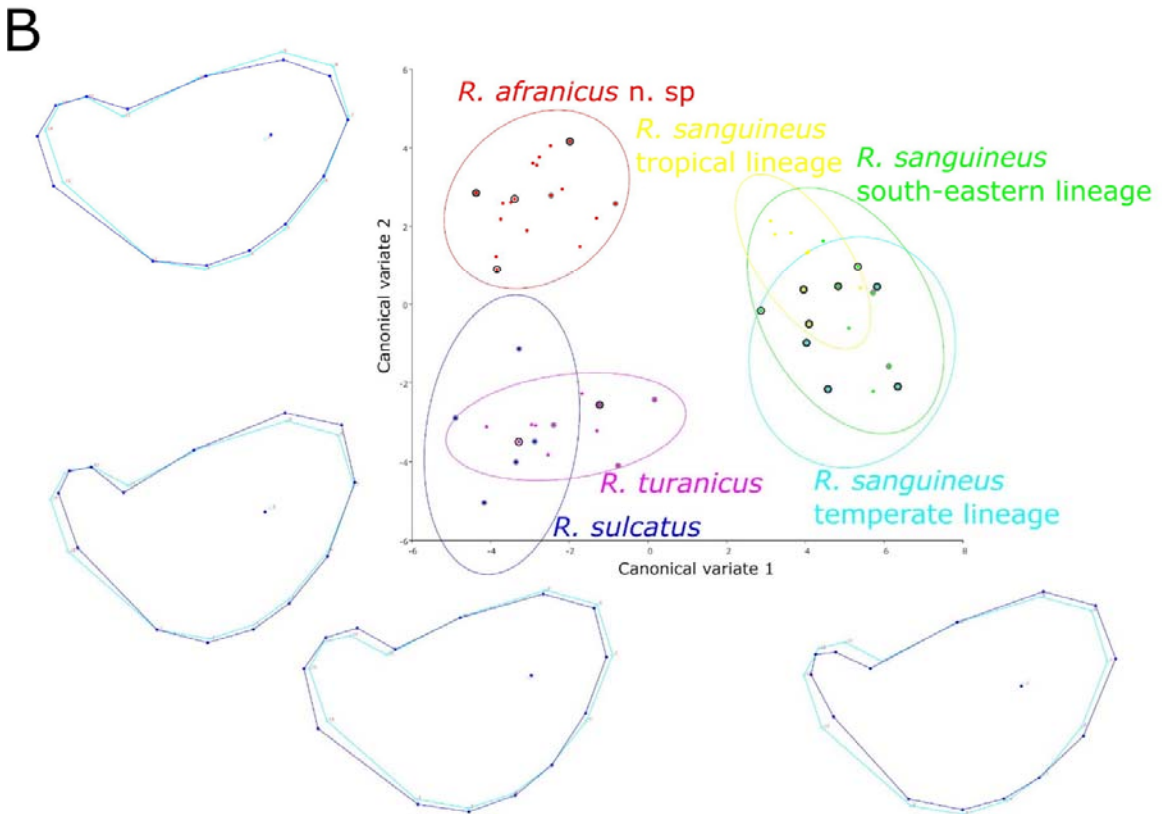 B
6
R. afranicus n. sp
R. sanguineus
tropical lineage
R. sanguineus
south-eastern lineage
4
2
Canonical variate 2
0
-2
-4
R. turanicus
R. sanguineus
temperate lineage
R. sulcatus
-6
-6 -4 -2 0 2 4 6 8
Canonical variate 1